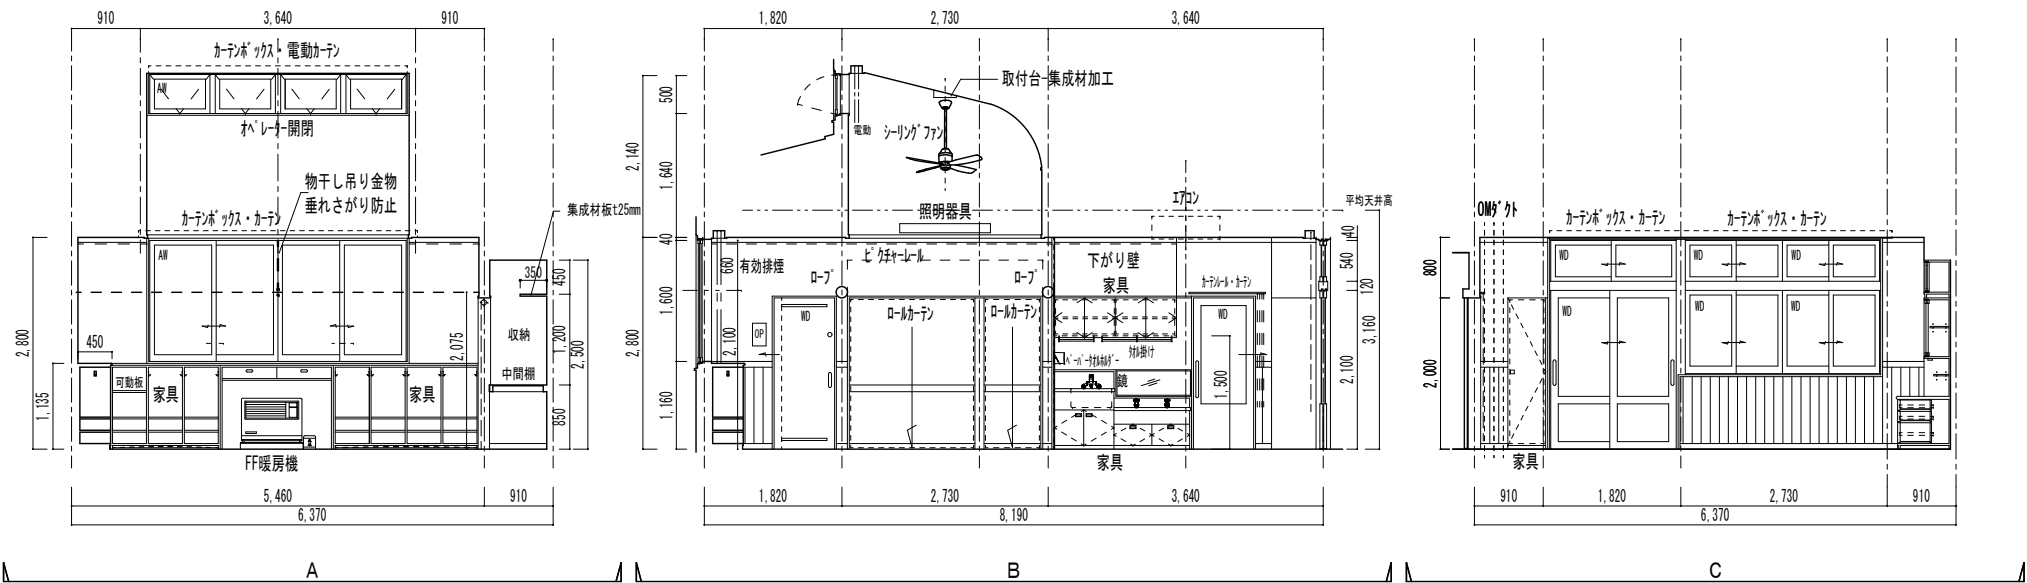 910
3,640
910
カーテンボックス・電動カーテン
AW
オペレーター開閉
物干し吊り金物
垂れさがり防止
カーテンボックス・カーテン
集成材板t25mm
AW
350
450
収納
1,200
中間棚
2,500
850
2,800
450
1,135
2,075
可動板
家具
家具
FF暖房機
5,460
910
6,370
A
1,820
2,730
3,640
取付台-集成材加工
500
電動
シーリングファン
2,140
1,640
照明器具
エアコン
平均天井高
40
660
有効排煙
ピクチャーレール
ロープ
ロープ
下がり壁
家具
カーテンレール・カーテン
40
540
120
1,600
2,800
2,100
OP
WD
ロールカーテン
ロールカーテン
タオル掛け
ペーパータオルホルダー
鏡
WD
1,500
3,160
2,100
1,160
家具
1,820
2,730
3,640
8,190
B
OMダクト
カーテンボックス・カーテン
カーテンボックス・カーテン
WD
WD
WD
800
WD
WD
WD
2,000
家具
910
1,820
2,730
910
6,370
C